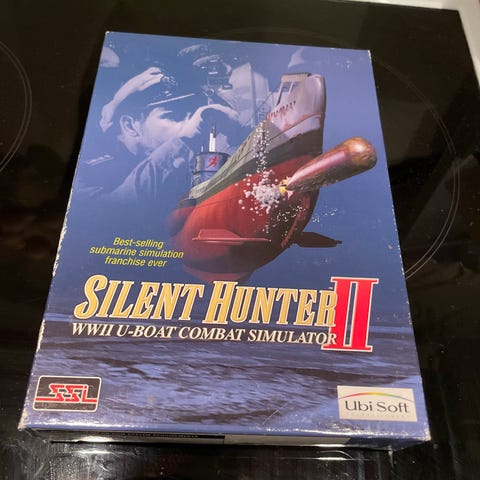 Best-selling
submarine simulation
franchise ever
SILENT HUNTER II
WWII U-BOAT COMBAT SIMULATOR
SSI
Ubi Soft